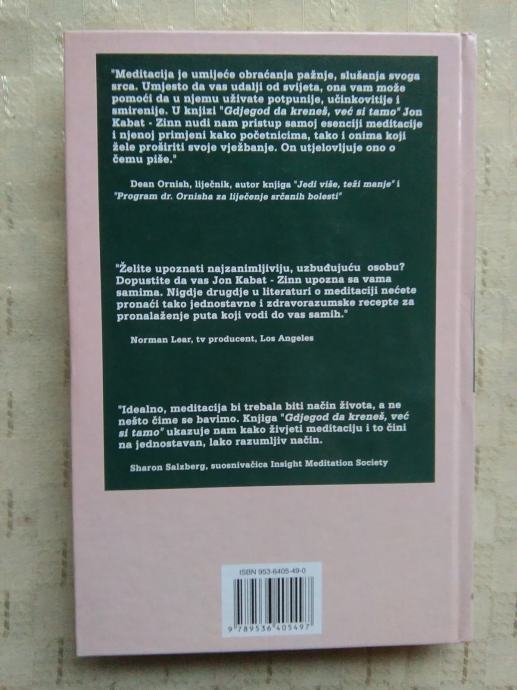 "Meditacija je umijeće obraćanja pažnje, slušanja svoga
srca. Umjesto da vas udalji od svijeta, ona vam može
pomoći da u njemu uživate potpunije, učinkovitije i
smirenije. U knjizi "Gdjegod da kreneš, već si tamo" Jon
Kabat - Zinn nudi nam pristup samoj esenciji meditacije
i njenoj primjeni kako početnicima, tako i onima koji
žele proširiti svoje vježbanje. On utjelovljuje ono o
čemu piše."
Dean Ornish, liječnik, autor knjiga "Jedi više, teži manje" i
"Program dr. Ornisha za liječenje srčanih bolesti"
"Želite upoznati najzanimljiviju, uzbuđujuću osobu?
Dopustite da vas Jon Kabat - Zinn upozna sa vama
samima. Nigdje drugdje u literaturi o meditaciji nećete
pronaći tako jednostavne i zdravorazumske recepte za
pronalaženje puta koji vodi do vas samih."
Norman Lear, tv producent, Los Angeles
"Idealno, meditacija bi trebala biti način života, a ne
nešto čime se bavimo. Knjiga "Gdjegod da kreneš, već
si tamo" ukazuje nam kako živjeti meditaciju i to čini
na jednostavan, lako razumljiv način.
Sharon Salzberg, suosnivačica Insight Meditation Society
ISBN 953-6405-49-0
9 789536 405497